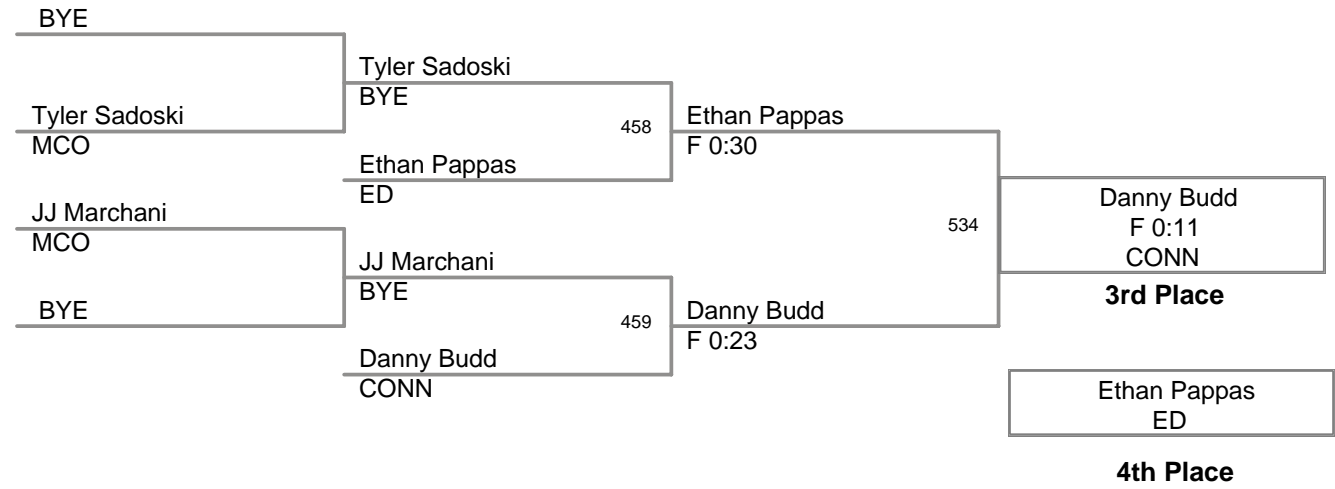 BYE
Tyler Sadoski
MCO
JJ Marchani
MCO
BYE
Tyler Sadoski
BYE
Ethan Pappas
ED
JJ Marchani
BYE
Danny Budd
CONN
458
459
Ethan Pappas
F 0:30
Danny Budd
F 0:23
534
Danny Budd
F 0:11
CONN
3rd Place
Ethan Pappas
ED
4th Place